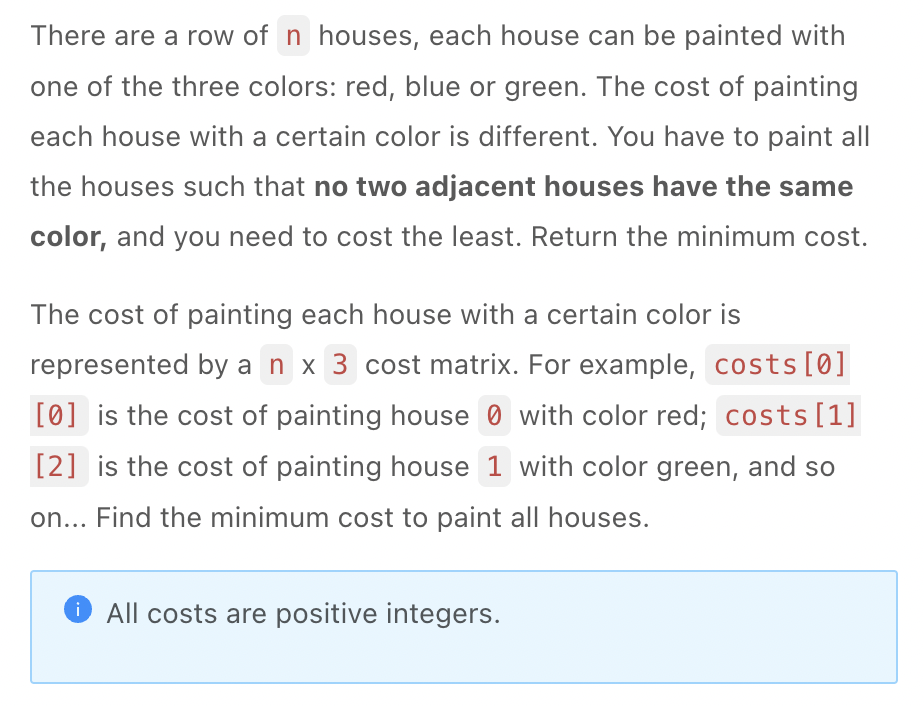 There are a row of n houses, each house can be painted with
one of the three colors: red, blue or green. The cost of painting
each house with a certain color is different. You have to paint all
the houses such that no two adjacent houses have the same
color, and you need to cost the least. Return the minimum cost.
The cost of painting each house with a certain color is
represented by a n x 3 cost matrix. For example, costs[0]
[0] is the cost of painting house 0 with color red; costs[1]
[2] is the cost of painting house 1 with color green, and so
on... Find the minimum cost to paint all houses.
i All costs are positive integers.